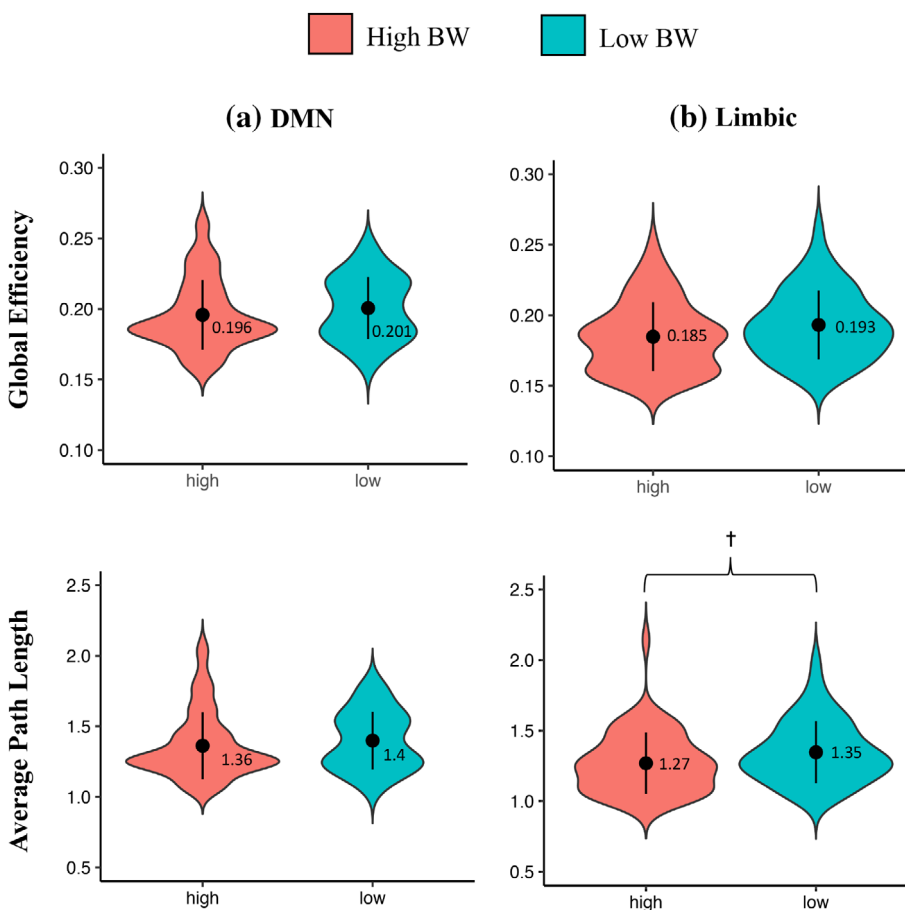 High BW
Low BW
(a) DMN
(b) Limbic
Global Efficiency
0.30
0.25
0.20
0.15
0.10
0.196
0.201
high
low
0.30
0.25
0.20
0.15
0.10
0.185
0.193
high
low
Average Path Length
2.5
2.0
1.5
1.0
0.5
1.36
1.4
high
low
†
2.5
2.0
1.5
1.0
0.5
1.27
1.35
high
low